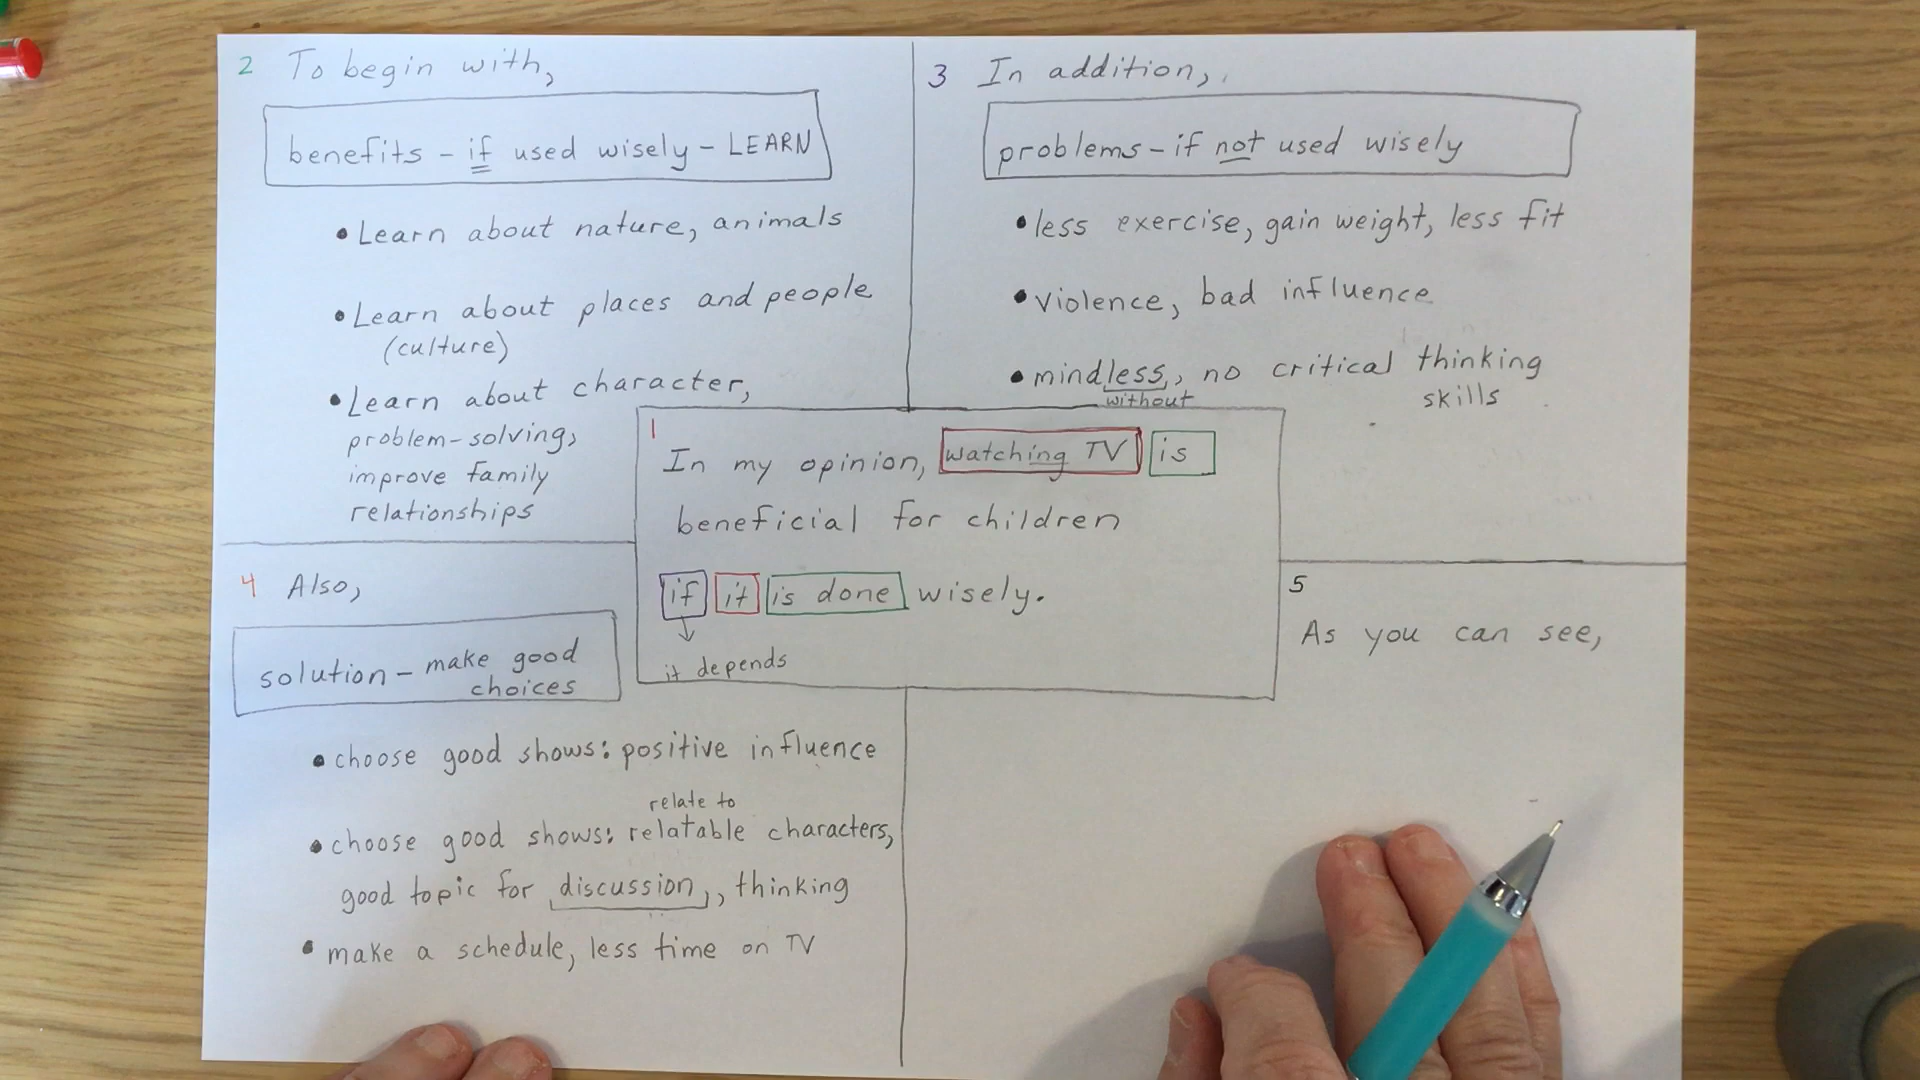 2 To begin with,
benefits - if used wisely - LEARN
• Learn about nature, animals
• Learn about places and people
(culture)
• Learn about character,
problem-solving,
improve family
relationships
3 In addition,
problems - if not used wisely
• less exercise, gain weight, less fit
• violence, bad influence
• mindless, no critical thinking
without
skills
1
In my opinion, watching TV is
beneficial for children
if it is done wisely.
it depends
4 Also,
solution - make good
choices
• choose good shows: positive influence
relate to
• choose good shows: relatable characters,
good topic for discussion, thinking
• make a schedule, less time on TV
5
As you can see,